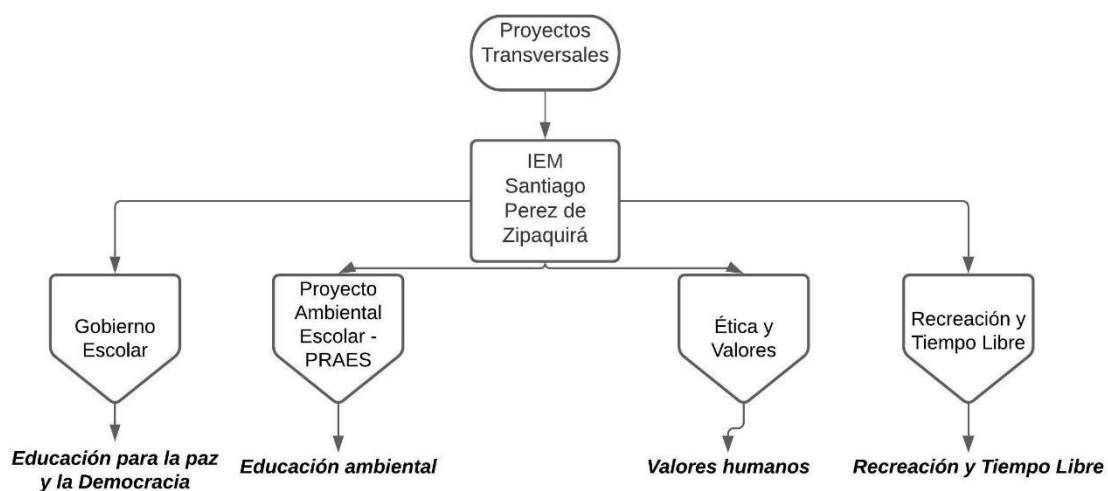 Proyectos
Transversales
IEM
Santiago
Perez de
Zipaquirá
Gobierno
Escolar
Proyecto
Ambiental
Escolar -
PRAES
Ética y
Valores
Recreación y
Tiempo Libre
Educación para la paz
y la Democracia
Educación ambiental
Valores humanos
Recreación y Tiempo Libre